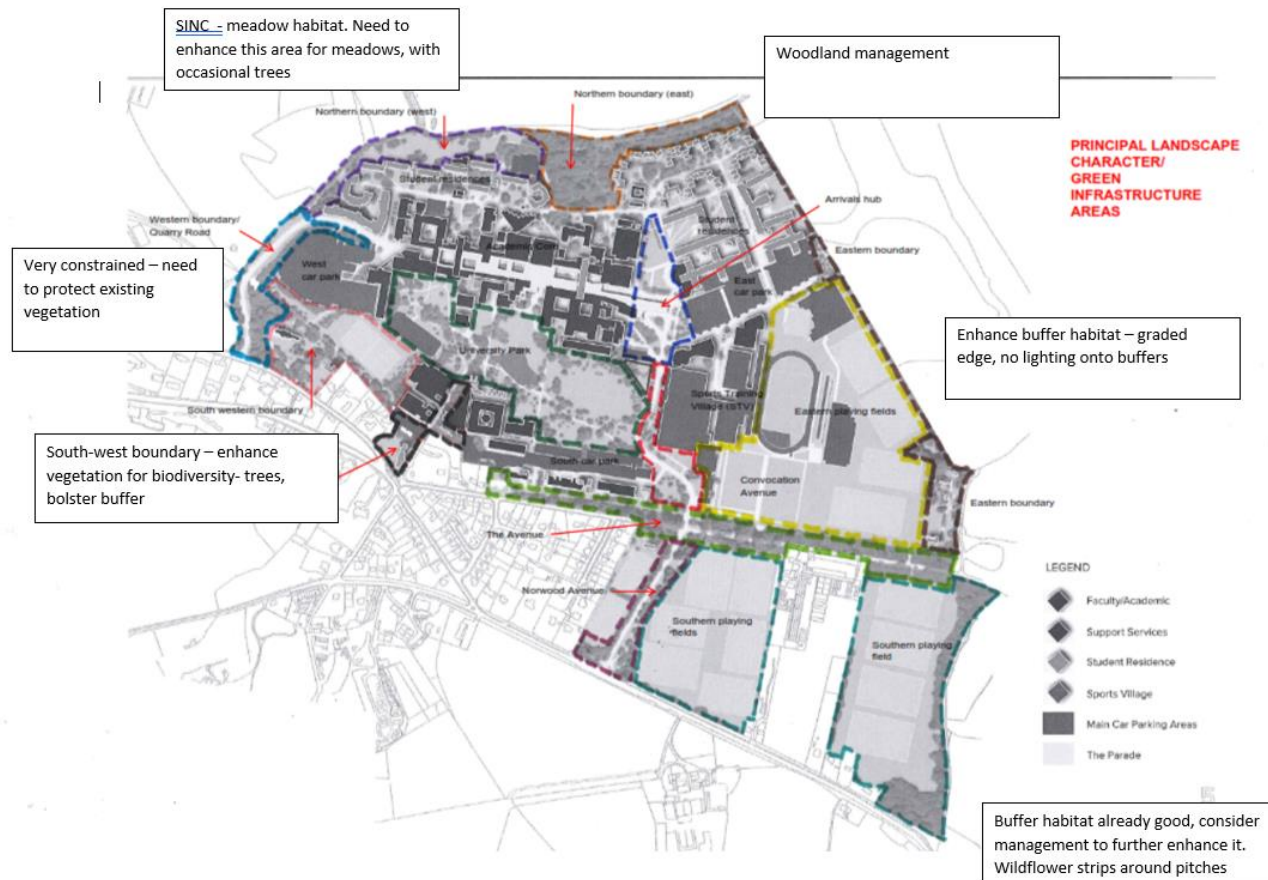 SINC - meadow habitat. Need to
enhance this area for meadows, with
occasional trees
Woodland management
Northern boundary (east)
Northern boundary (west)
PRINCIPAL LANDSCAPE
CHARACTER/
GREEN
INFRASTRUCTURE
AREAS
Student residences
Arrivals hub
Western boundary/
Quarry Road
Student
residences
Academic Core
Eastern boundary
Very constrained – need
to protect existing
vegetation
West
car park
East
car park
Enhance buffer habitat – graded
edge, no lighting onto buffers
University Park
Sports Training
Village (STV)
Eastern playing fields
South western boundary
South-west boundary – enhance
vegetation for biodiversity- trees,
bolster buffer
South car park
Convocation
Avenue
Eastern boundary
The Avenue
Norwood Avenue
Southern playing
fields
Southern playing
field
LEGEND
Faculty/Academic
Support Services
Student Residence
Sports Village
Main Car Parking Areas
The Parade
5
Buffer habitat already good, consider
management to further enhance it.
Wildflower strips around pitches